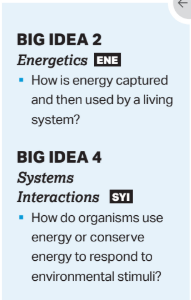 BIG IDEA 2
Energetics ENE
▪ How is energy captured
and then used by a living
system?
BIG IDEA 4
Systems
Interactions SYI
▪ How do organisms use
energy or conserve
energy to respond to
environmental stimuli?